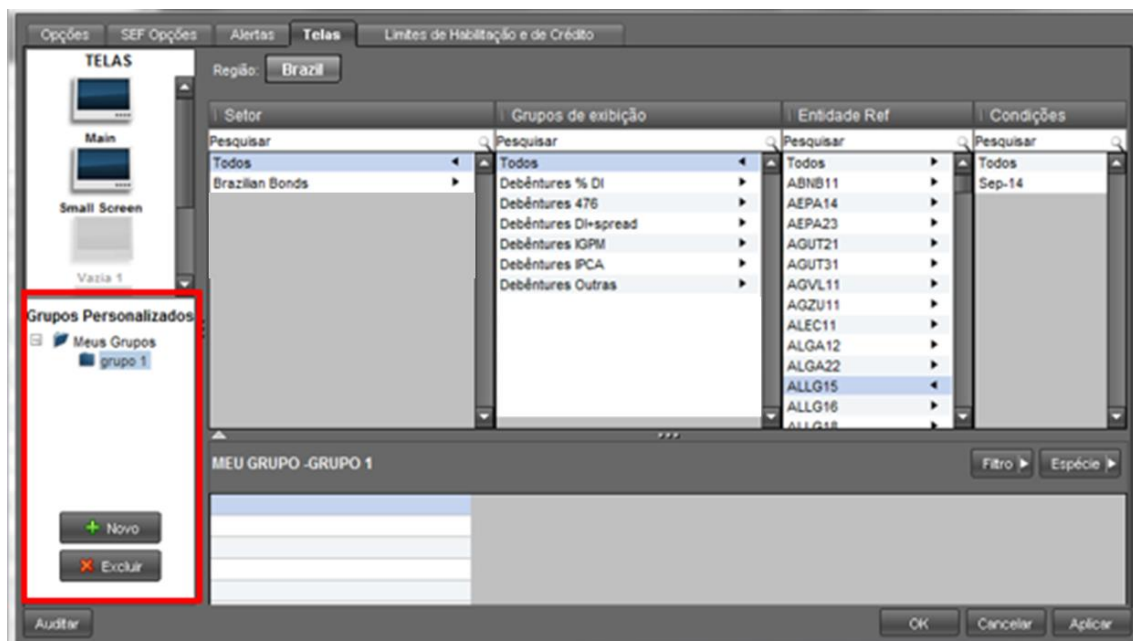 Opções SEF Opções Alertas Telas Limites de Habilitação e de Crédito
TELAS
Main
Small Screen
Vazia 1
Grupos Personalizados
Meus Grupos
grupo 1
Novo
Excluir
Região: Brazil
Setor Grupos de exibição Entidade Ref Condições
Pesquisar Pesquisar Pesquisar Pesquisar
Todos Todos Todos Todos
Brazilian Bonds Debêntures % DI ABNB11 Sep-14
Debêntures 476 AEPA14
Debêntures DI+spread AEPA23
Debêntures IGPM AGUT21
Debêntures IPCA AGUT31
Debêntures Outras AGVL11
AGZU11
ALEC11
ALGA12
ALGA22
ALLG15
ALLG16
ALLG18
MEU GRUPO -GRUPO 1 Filtro Espécie
Auditar OK Cancelar Aplicar